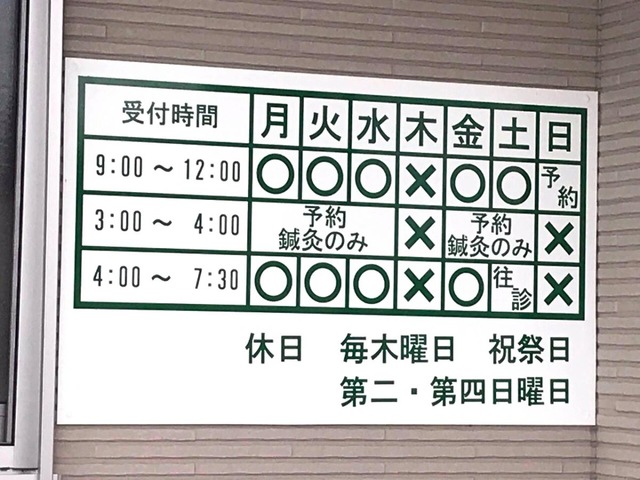 受付時間 月 火 水 木 金 土 日
9:00 〜 12:00 ○ ○ ○ × ○ ○ 予約
3:00 〜 4:00 予約 鍼灸のみ × 予約 鍼灸のみ ×
4:00 〜 7:30 ○ ○ ○ × ○ 往診 ×
休日 毎木曜日 祝祭日
第二・第四日曜日